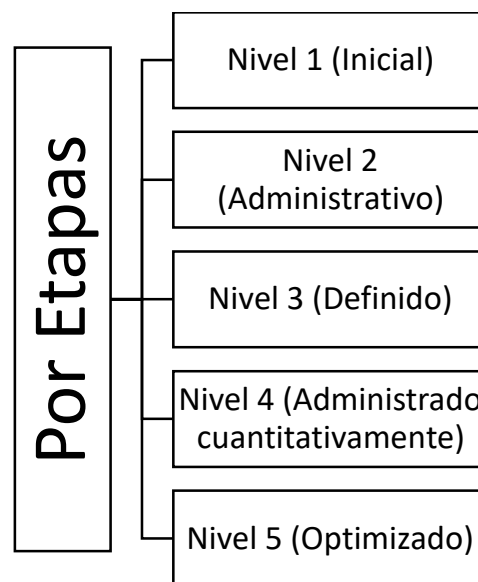 Por Etapas
Nivel 1 (Inicial)
Nivel 2
(Administrativo)
Nivel 3 (Definido)
Nivel 4 (Administrado
cuantitativamente)
Nivel 5 (Optimizado)